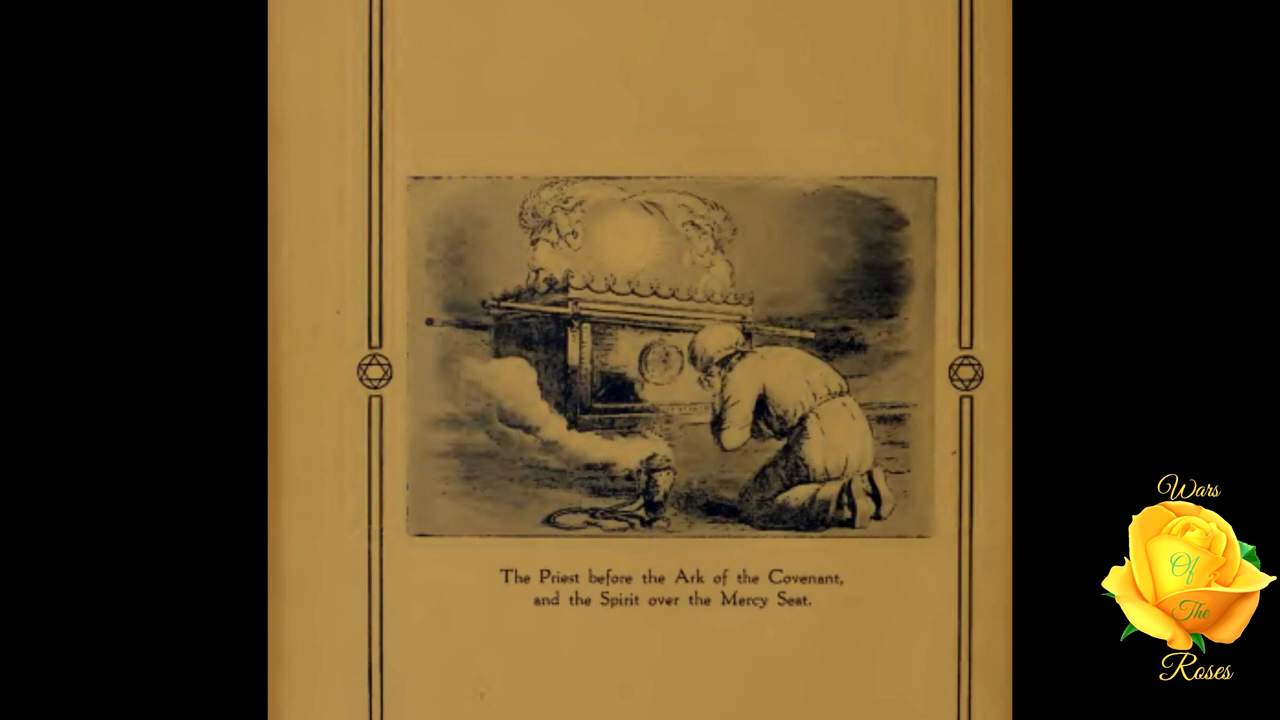 The Priest before the Ark of the Covenant,
and the Spirit over the Mercy Seat.
Wars
Of
The
Roses